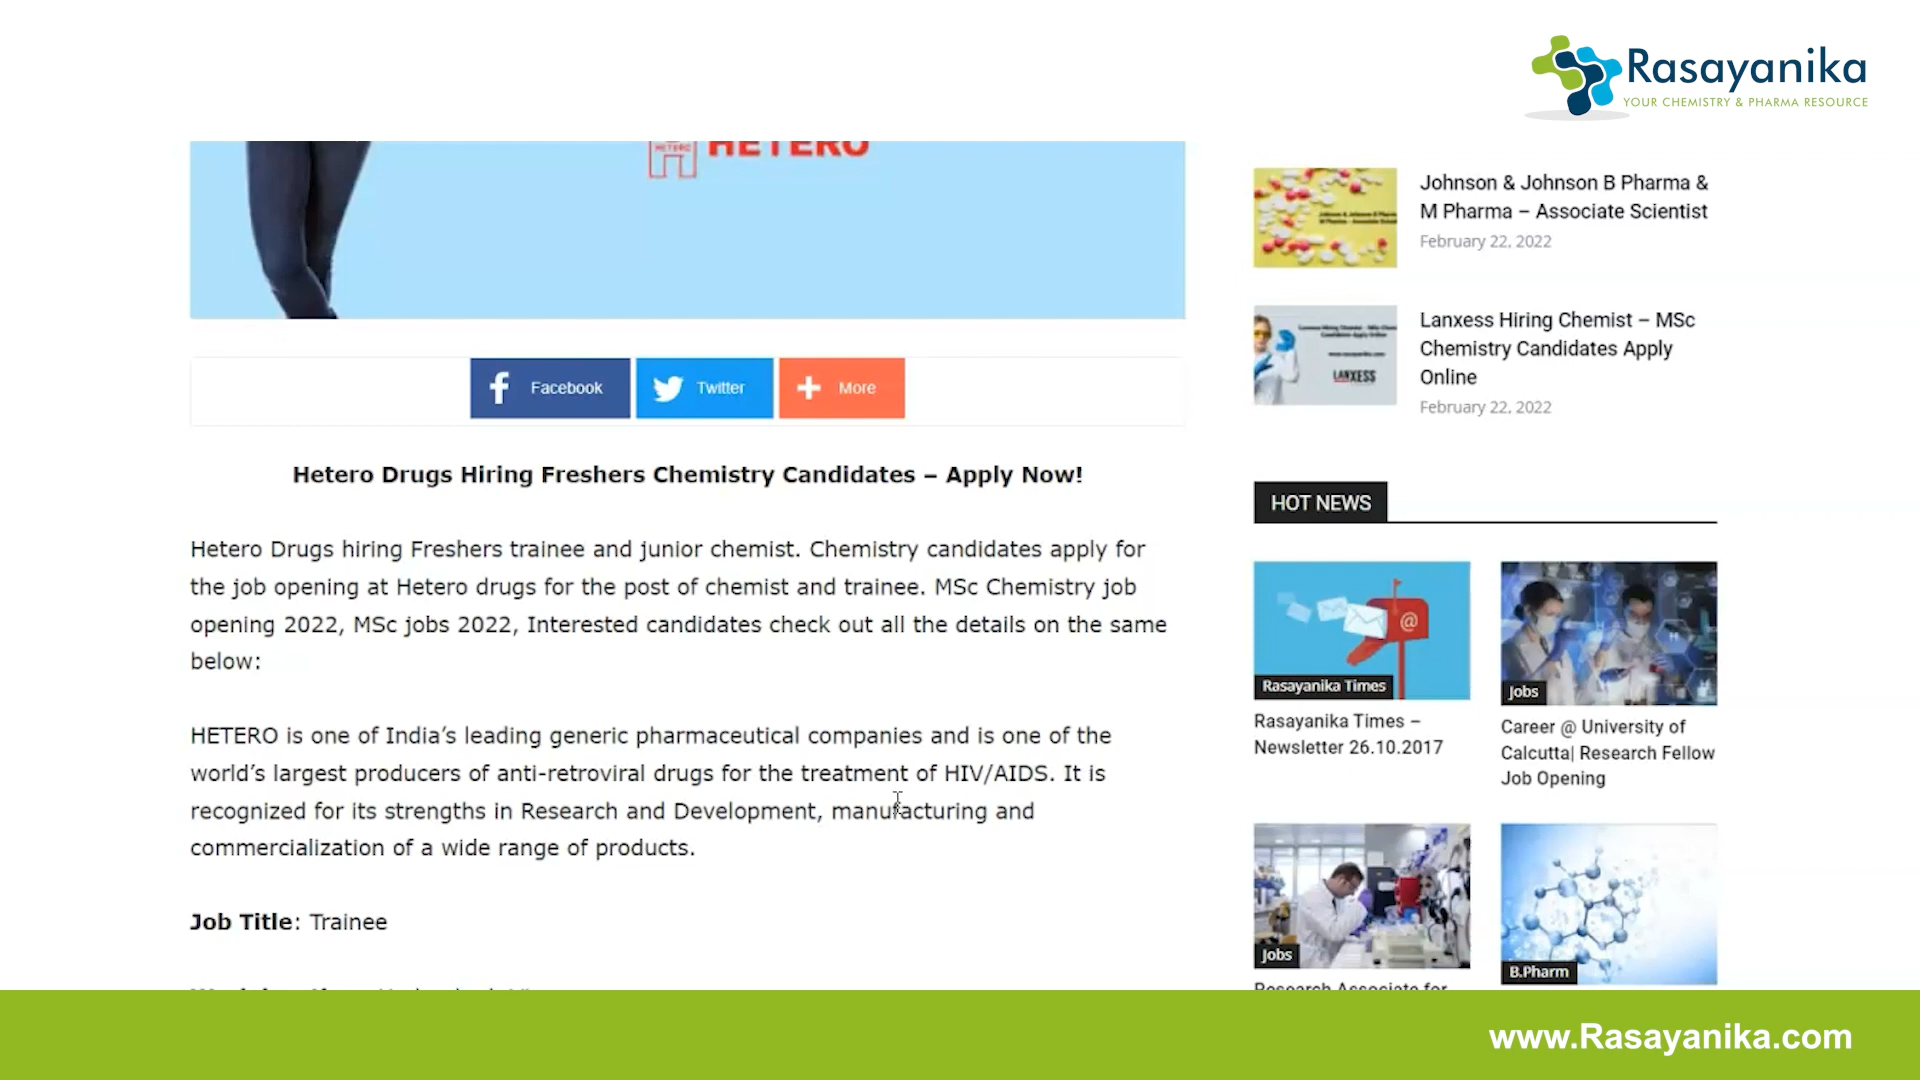 Rasayanika
YOUR CHEMISTRY & PHARMA RESOURCE
HETERO
HETERO
Facebook
Twitter
More
Hetero Drugs Hiring Freshers Chemistry Candidates – Apply Now!
Hetero Drugs hiring Freshers trainee and junior chemist. Chemistry candidates apply for
the job opening at Hetero drugs for the post of chemist and trainee. MSc Chemistry job
opening 2022, MSc jobs 2022, Interested candidates check out all the details on the same
below:
HETERO is one of India’s leading generic pharmaceutical companies and is one of the
world’s largest producers of anti-retroviral drugs for the treatment of HIV/AIDS. It is
recognized for its strengths in Research and Development, manufacturing and
commercialization of a wide range of products.
Job Title: Trainee
Johnson & Johnson B Pharma &
M Pharma – Associate Scientist
February 22, 2022
LANXESS
Lanxess Hiring Chemist – MSc
Chemistry Candidates Apply
Online
February 22, 2022
HOT NEWS
@
Rasayanika Times
Rasayanika Times –
Newsletter 26.10.2017
Jobs
Career @ University of
Calcutta| Research Fellow
Job Opening
Jobs
Research Associate for
B.Pharm
www.Rasayanika.com